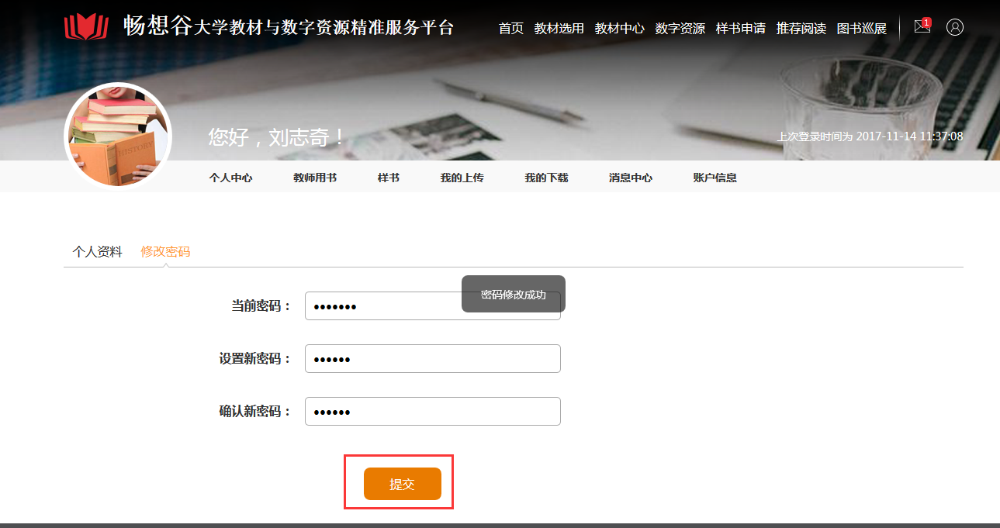 畅想谷大学教材与数字资源精准服务平台
首页 教材选用 教材中心 数字资源 样书申请 推荐阅读 图书巡展
1
HISTORY
您好，刘志奇！
上次登录时间为 2017-11-14 11:37:08
个人中心 教师用书 样书 我的上传 我的下载 消息中心 账户信息
个人资料 修改密码
密码修改成功
当前密码： •••••••
设置新密码： ••••••
确认新密码： ••••••
提交